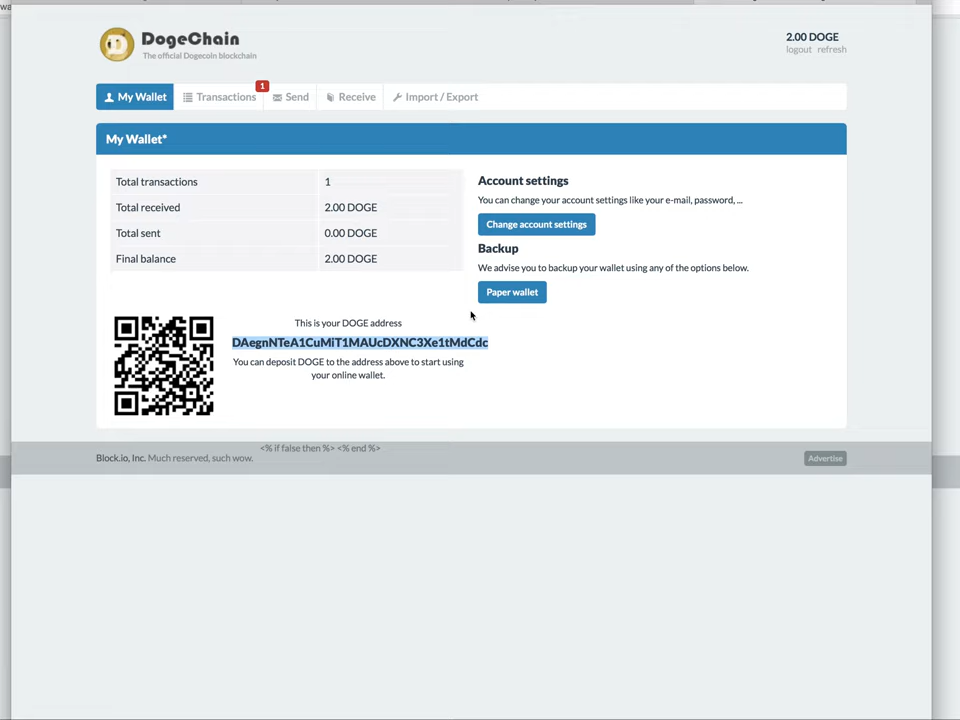 DogeChain
The official Dogecoin blockchain
2.00 DOGE
logout refresh
My Wallet
Transactions
1
Send
Receive
Import / Export
My Wallet*
Total transactions 1
Total received 2.00 DOGE
Total sent 0.00 DOGE
Final balance 2.00 DOGE
Account settings
You can change your account settings like your e-mail, password, ...
Change account settings
Backup
We advise you to backup your wallet using any of the options below.
Paper wallet
This is your DOGE address
DAegnNTeA1CuMiT1MAUcDXNC3Xe1tMdCdc
You can deposit DOGE to the address above to start using
your online wallet.
<% if false then %> <% end %>
Block.io, Inc. Much reserved, such wow.
Advertise